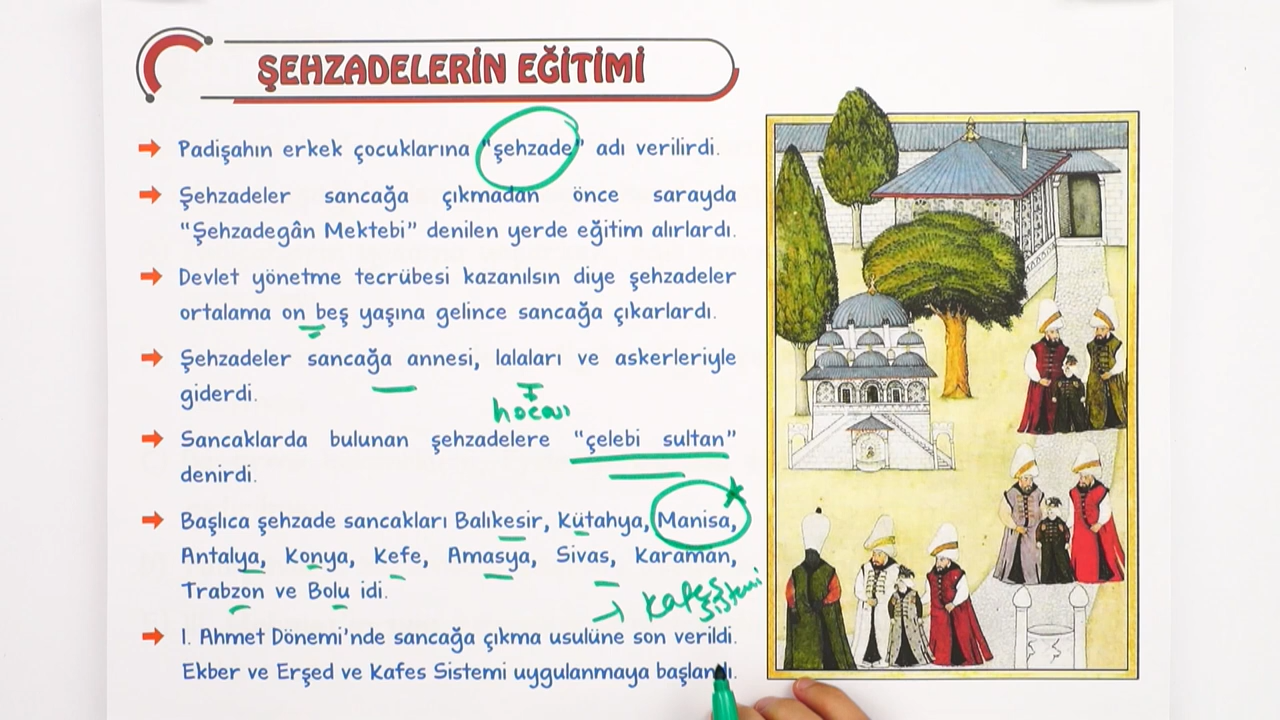 ŞEHZADELERİN EĞİTİMİ
Padişahın erkek çocuklarına "şehzade" adı verilirdi.
Şehzadeler sancağa çıkmadan önce sarayda
"Şehzadegân Mektebi" denilen yerde eğitim alırlardı.
Devlet yönetme tecrübesi kazanılsın diye şehzadeler
ortalama on beş yaşına gelince sancağa çıkarlardı.
Şehzadeler sancağa annesi, lalaları ve askerleriyle
giderdi.
hocası
Sancaklarda bulunan şehzadelere "çelebi sultan"
denirdi.
Başlıca şehzade sancakları Balıkesir, Kütahya, Manisa,
Antalya, Konya, Kefe, Amasya, Sivas, Karaman,
Trabzon ve Bolu idi.
Kafes
sistemi
I. Ahmet Dönemi'nde sancağa çıkma usulüne son verildi.
Ekber ve Erşed ve Kafes Sistemi uygulanmaya başlandı.